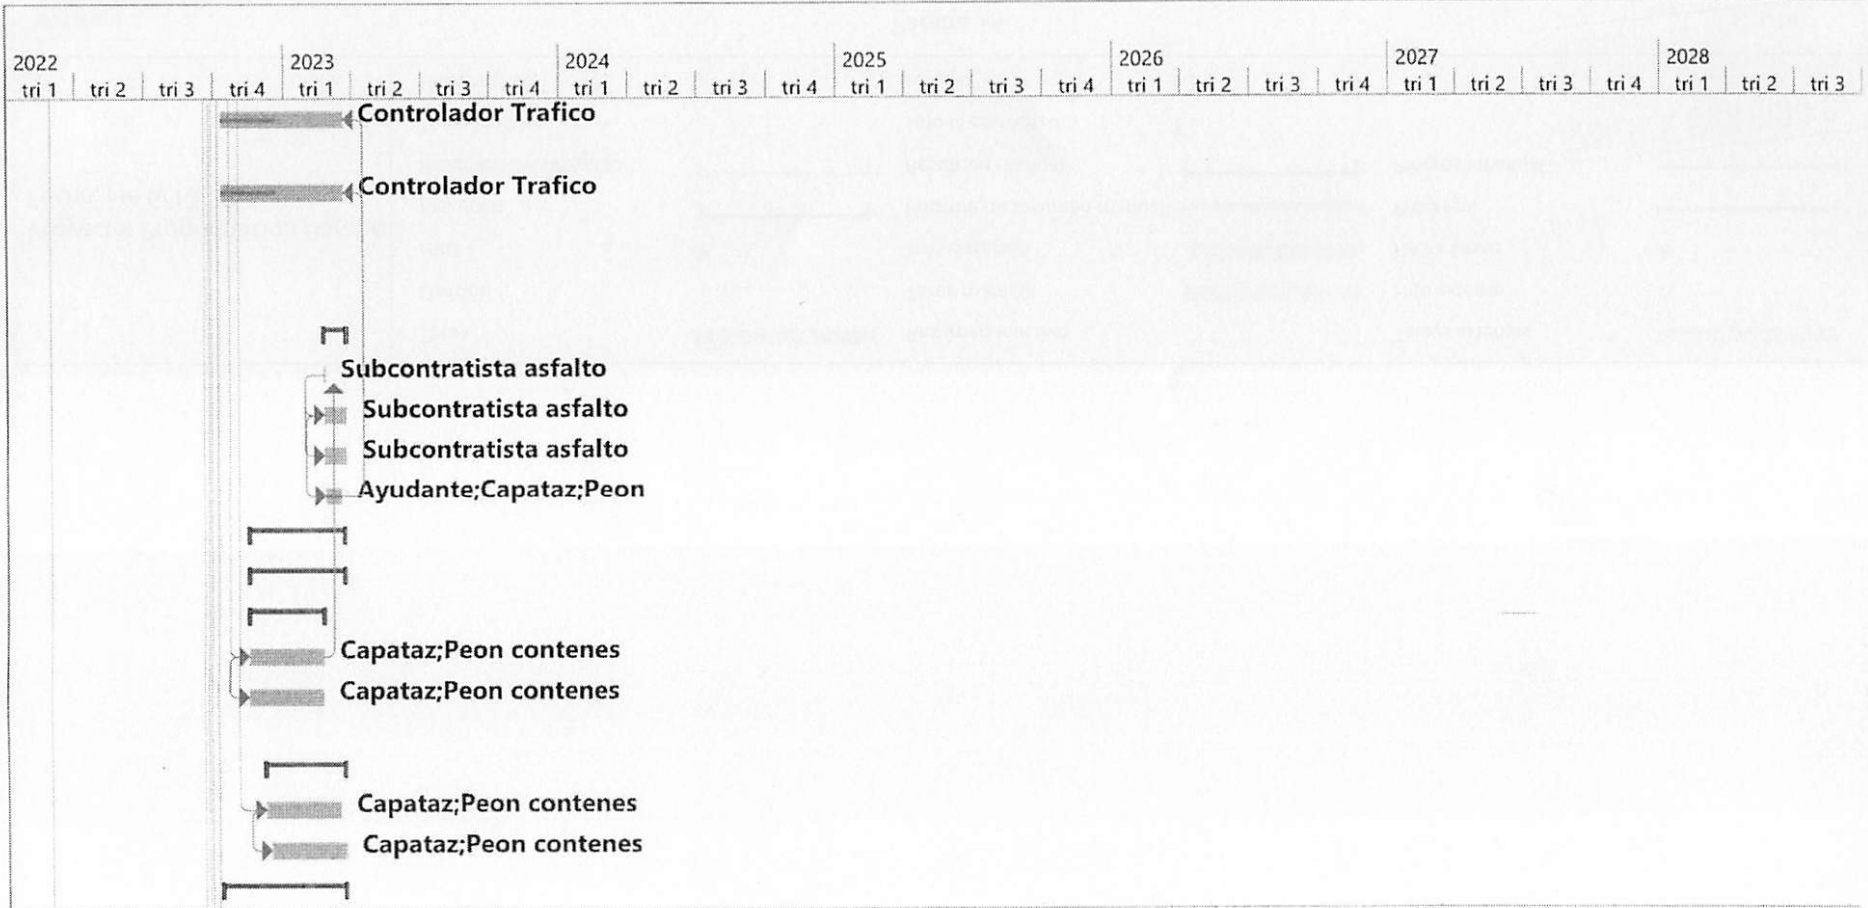 2022 2023 2024 2025 2026 2027 2028
tri 1 tri 2 tri 3 tri 4 tri 1 tri 2 tri 3 tri 4 tri 1 tri 2 tri 3 tri 4 tri 1 tri 2 tri 3 tri 4 tri 1 tri 2 tri 3 tri 4 tri 1 tri 2 tri 3 tri 4 tri 1 tri 2 tri 3
Controlador Trafico
Controlador Trafico
Subcontratista asfalto
Subcontratista asfalto
Subcontratista asfalto
Ayudante;Capataz;Peon
Capataz;Peon contenes
Capataz;Peon contenes
Capataz;Peon contenes
Capataz;Peon contenes